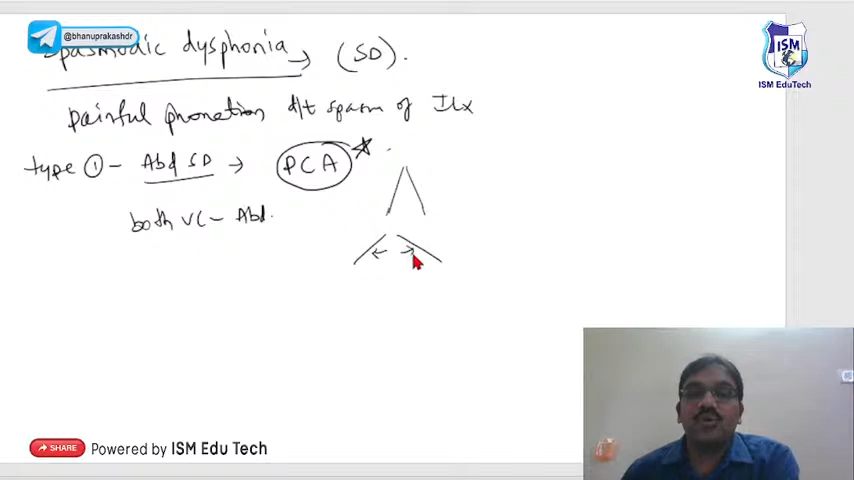 @bhanuprakashdr
Spasmodic dysphonia → (SD).
ISM
ISM EduTech
painful phonation d/t spasm of ILx
type ① - Abd SD → PCA *
both VC - Abd.
SHARE Powered by ISM Edu Tech